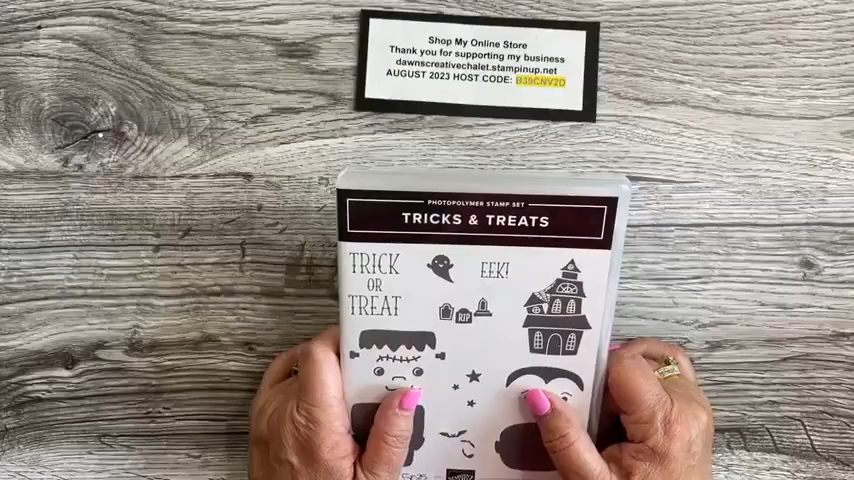 Shop My Online Store
Thank you for supporting my business
dawnscreativechalet.stampinup.net
AUGUST 2023 HOST CODE: B39CNV2D
PHOTOPOLYMER STAMP SET
TRICKS & TREATS
TRICK
OR
TREAT
EEK!
RIP